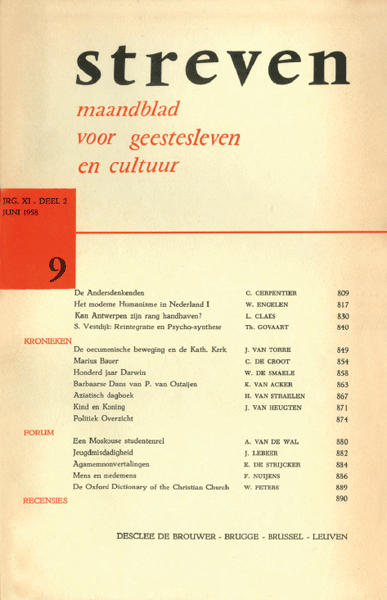 streven
maandblad
voor geestesleven
en cultuur
JRG. XI - DEEL 2
JUNI 1958
9
De Andersdenkenden C. CERPENTIER 809
Het moderne Humanisme in Nederland I W. ENGELEN 817
Kan Antwerpen zijn rang handhaven? L. CLAES 830
S. Vestdijk: Reïntegratie en Psycho-synthese Th. GOVAART 840
KRONIEKEN
De oecumenische beweging en de Kath. Kerk J. VAN TORRE 849
Marius Bauer C. DE GROOT 854
Honderd jaar Darwin W. DE SMAELE 858
Barbaarse Dans van P. van Ostaijen K. VAN ACKER 863
Aziatisch dagboek H. VAN STRAELEN 867
Kind en Koning J. VAN HEUGTEN 871
Politiek Overzicht 874
FORUM
Een Moskouse studentenrel A. VAN DE WAL 880
Jeugdmisdadigheid J. LEBEER 882
Agamemnonvertalingen E. DE STRIJCKER 884
Mens en medemens F. NUIJENS 886
De Oxford Dictionary of the Christian Church W. PETERS 889
RECENSIES 890
DESCLEE DE BROUWER - BRUGGE - BRUSSEL - LEUVEN